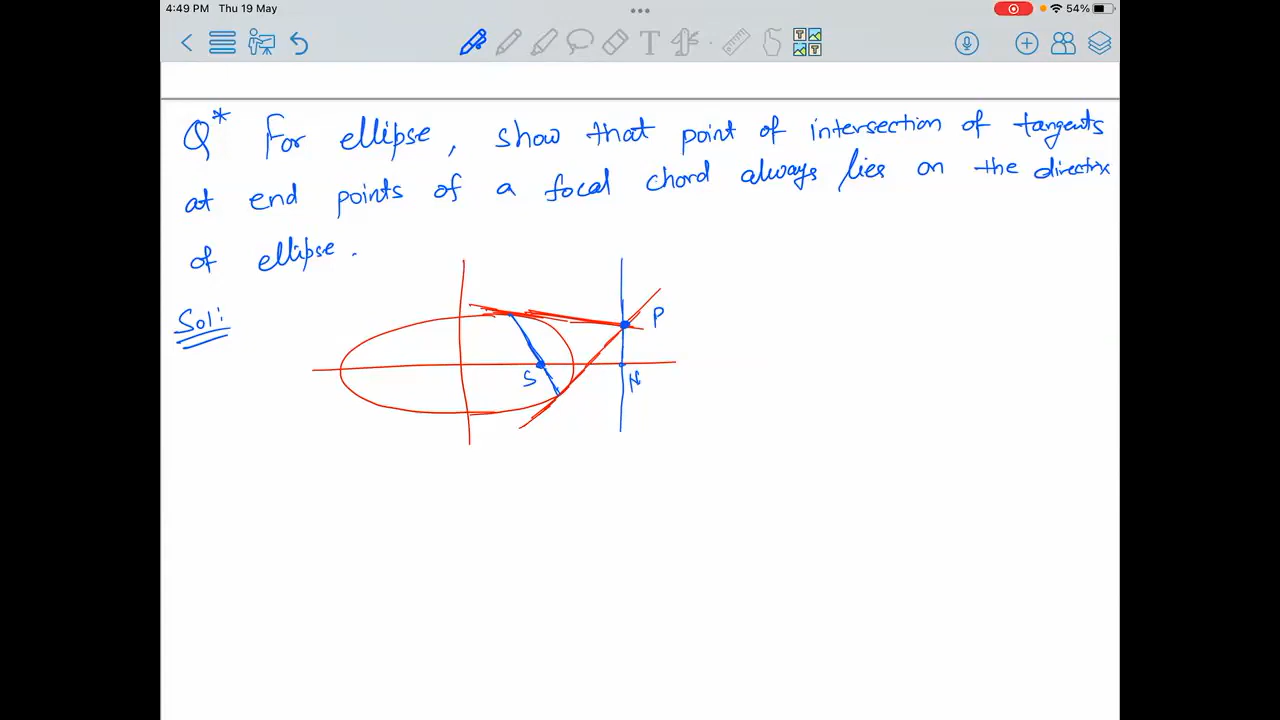 4:49 PM Thu 19 May
54%
Q* For ellipse, show that point of intersection of tangents
at end points of a focal chord always lies on the directrix
of ellipse.
Sol:
P
S